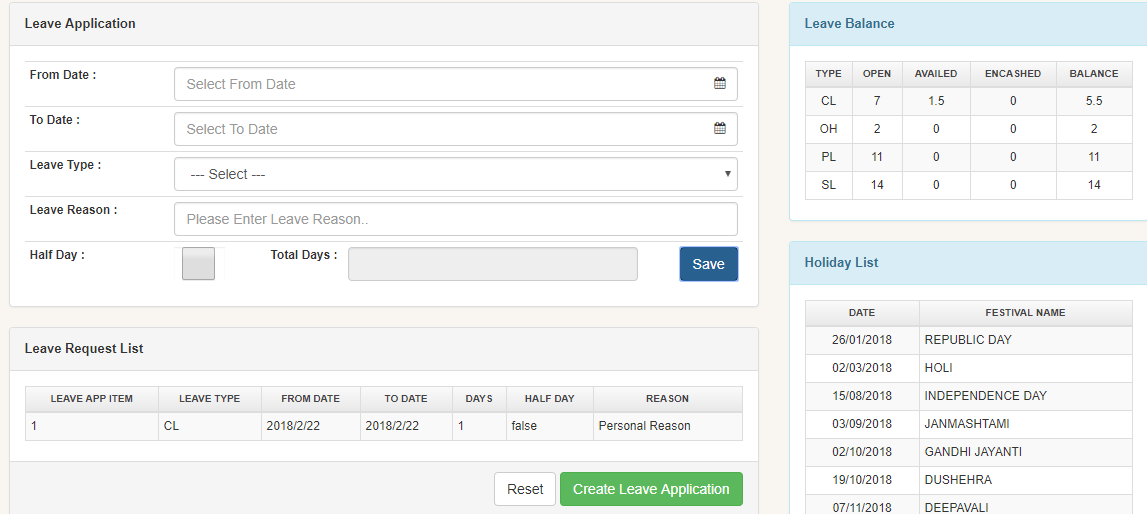 Leave Application
From Date :
Select From Date
To Date :
Select To Date
Leave Type :
--- Select ---
Leave Reason :
Please Enter Leave Reason..
Half Day :
Total Days :
Save
Leave Request List
LEAVE APP ITEM LEAVE TYPE FROM DATE TO DATE DAYS HALF DAY REASON
1 CL 2018/2/22 2018/2/22 1 false Personal Reason
Reset
Create Leave Application
Leave Balance
TYPE OPEN AVAILED ENCASHED BALANCE
CL 7 1.5 0 5.5
OH 2 0 0 2
PL 11 0 0 11
SL 14 0 0 14
Holiday List
DATE FESTIVAL NAME
26/01/2018 REPUBLIC DAY
02/03/2018 HOLI
15/08/2018 INDEPENDENCE DAY
03/09/2018 JANMASHTAMI
02/10/2018 GANDHI JAYANTI
19/10/2018 DUSHEHRA
07/11/2018 DEEPAVALI